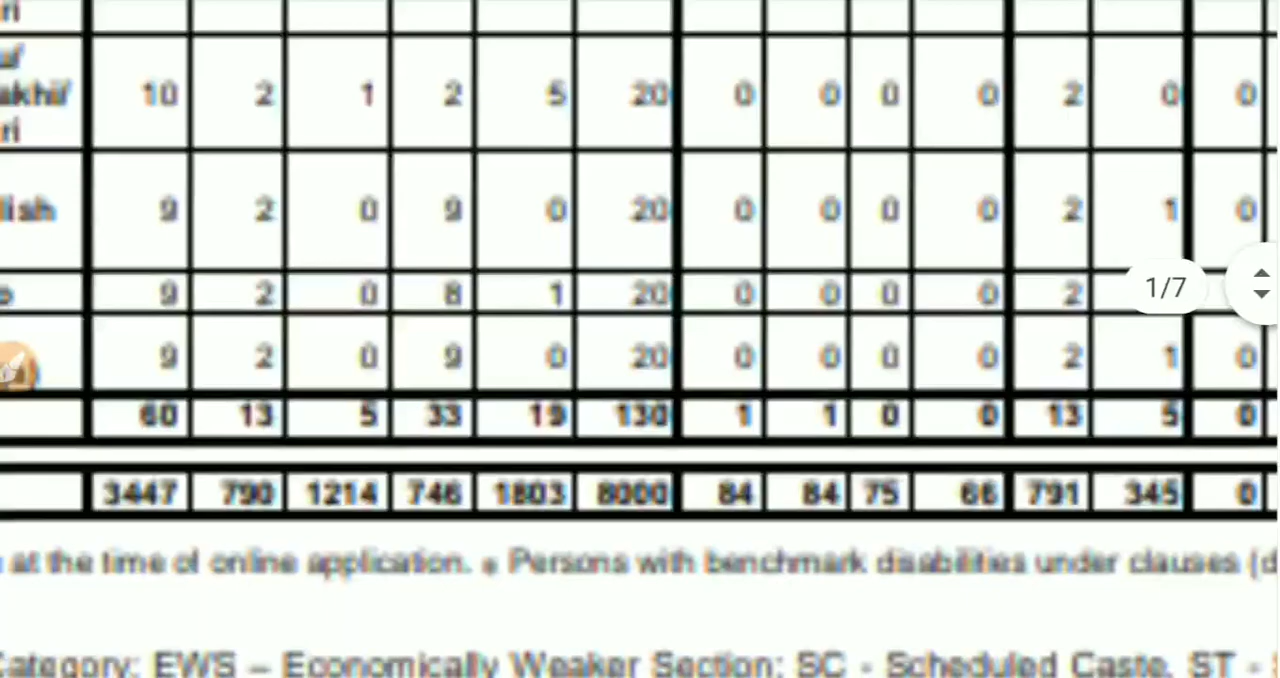 ri
u/
akhi/ 10 2 1 2 5 20 0 0 0 0 2 0 0
ri
lish 9 2 0 9 0 20 0 0 0 0 2 1 0
9 2 0 8 1 20 0 0 0 0 2
1/7
9 2 0 9 0 20 0 0 0 0 2 1 0
60 13 5 33 19 130 1 1 0 0 13 5 0
3447 790 1214 746 1803 8000 84 84 75 66 791 345 0
at the time of online application. Persons with benchmark disabilities under clauses (d
Category; EWS – Economically Weaker Section; SC - Scheduled Caste, ST -